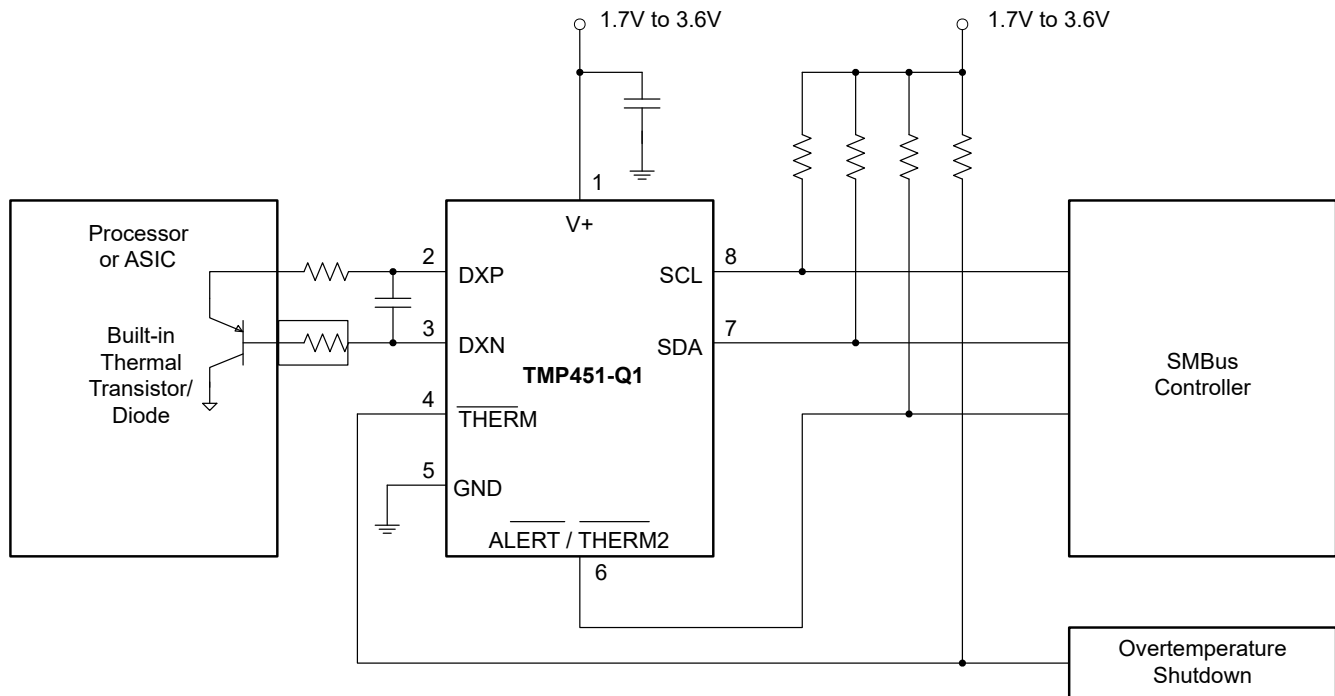 1.7V to 3.6V
1.7V to 3.6V
1
Processor
or ASIC
Built-in
Thermal
Transistor/
Diode
V+
2
DXP
3
DXN
TMP451-Q1
4
THERM
5
GND
ALERT / THERM2
6
SCL
8
SDA
7
SMBus
Controller
Overtemperature
Shutdown